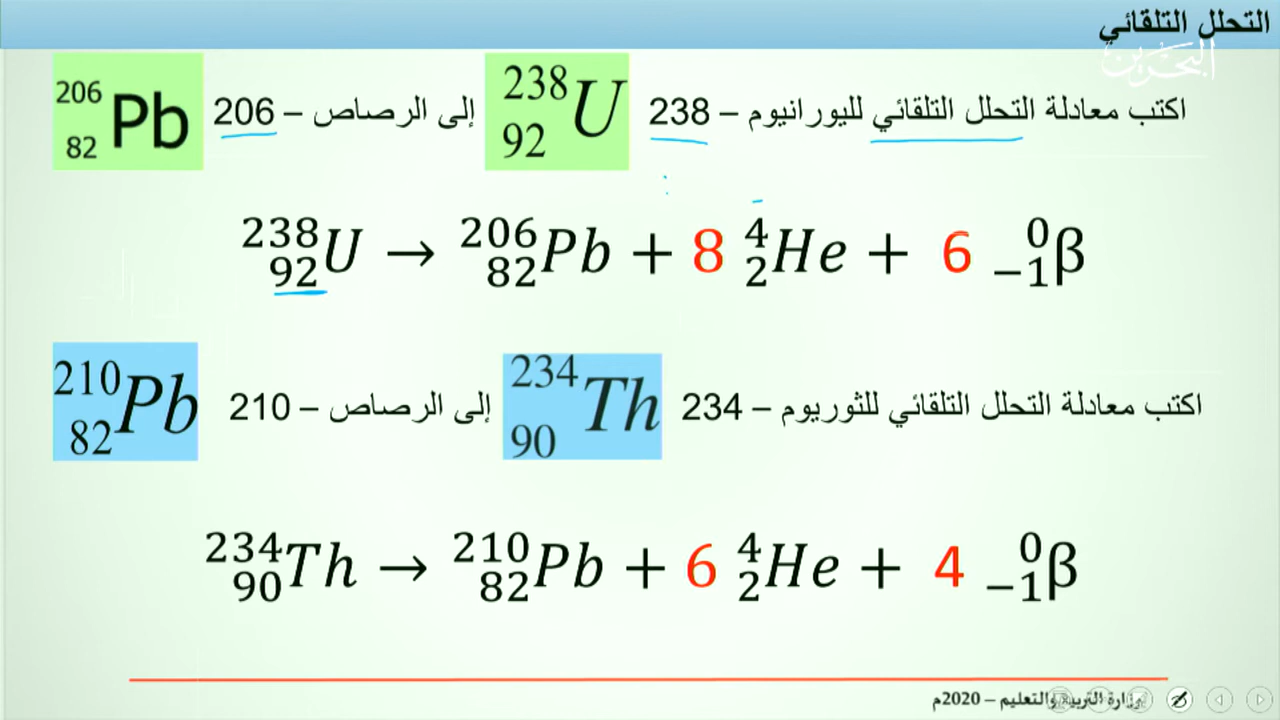 التحلل التلقائي
البحرين
اكتب معادلة التحلل التلقائي لليورانيوم – 238 ²³⁸₉₂U إلى الرصاص – 206 ²⁰⁶₈₂Pb
²³⁸₉₂U → ²⁰⁶₈₂Pb + 8 ⁴₂He + 6 ⁰₋₁β
اكتب معادلة التحلل التلقائي للثوريوم – 234 ²³⁴₉₀Th إلى الرصاص – 210 ²¹⁰₈₂Pb
²³⁴₉₀Th → ²¹⁰₈₂Pb + 6 ⁴₂He + 4 ⁰₋₁β
وزارة التربية والتعليم – 2020م